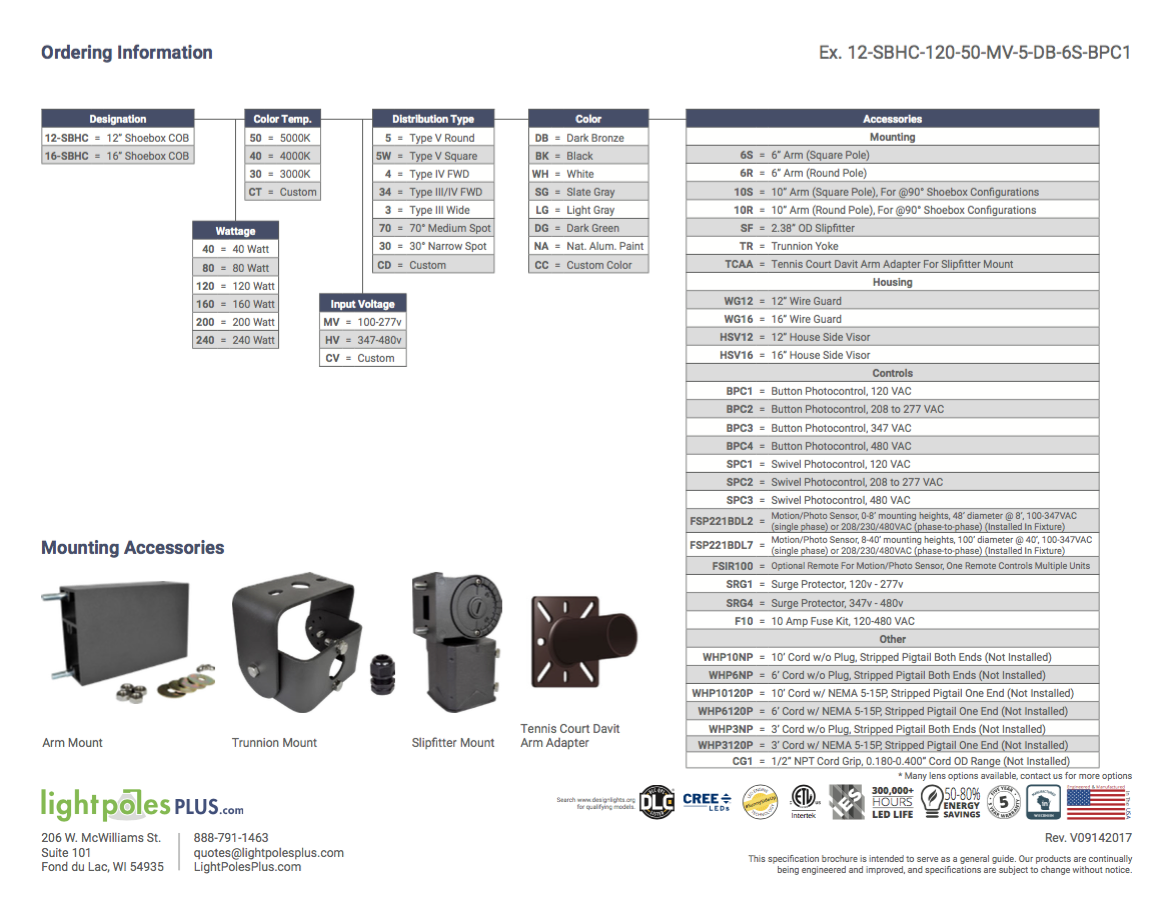 Ordering Information
Ex. 12-SBHC-120-50-MV-5-DB-6S-BPC1
Designation
12-SBHC = 12” Shoebox COB
16-SBHC = 16” Shoebox COB
Wattage
40 = 40 Watt
80 = 80 Watt
120 = 120 Watt
160 = 160 Watt
200 = 200 Watt
240 = 240 Watt
Color Temp.
50 = 5000K
40 = 4000K
30 = 3000K
CT = Custom
Input Voltage
MV = 100-277v
HV = 347-480v
CV = Custom
Distribution Type
5 = Type V Round
5W = Type V Square
4 = Type IV FWD
34 = Type III/IV FWD
3 = Type III Wide
70 = 70° Medium Spot
30 = 30° Narrow Spot
CD = Custom
Color
DB = Dark Bronze
BK = Black
WH = White
SG = Slate Gray
LG = Light Gray
DG = Dark Green
NA = Nat. Alum. Paint
CC = Custom Color
Accessories
Mounting
6S = 6” Arm (Square Pole)
6R = 6” Arm (Round Pole)
10S = 10” Arm (Square Pole), For @90° Shoebox Configurations
10R = 10” Arm (Round Pole), For @90° Shoebox Configurations
SF = 2.38” OD Slipfitter
TR = Trunnion Yoke
TCAA = Tennis Court Davit Arm Adapter For Slipfitter Mount
Housing
WG12 = 12” Wire Guard
WG16 = 16” Wire Guard
HSV12 = 12” House Side Visor
HSV16 = 16” House Side Visor
Controls
BPC1 = Button Photocontrol, 120 VAC
BPC2 = Button Photocontrol, 208 to 277 VAC
BPC3 = Button Photocontrol, 347 VAC
BPC4 = Button Photocontrol, 480 VAC
SPC1 = Swivel Photocontrol, 120 VAC
SPC2 = Swivel Photocontrol, 208 to 277 VAC
SPC3 = Swivel Photocontrol, 480 VAC
FSP221BDL2 = Motion/Photo Sensor, 0-8’ mounting heights, 48’ diameter @ 8’, 100-347VAC
(single phase) or 208/230/480VAC (phase-to-phase) (Installed In Fixture)
FSP221BDL7 = Motion/Photo Sensor, 8-40’ mounting heights, 100’ diameter @ 40’, 100-347VAC
(single phase) or 208/230/480VAC (phase-to-phase) (Installed In Fixture)
FSIR100 = Optional Remote For Motion/Photo Sensor, One Remote Controls Multiple Units
SRG1 = Surge Protector, 120v - 277v
SRG4 = Surge Protector, 347v - 480v
F10 = 10 Amp Fuse Kit, 120-480 VAC
Other
WHP10NP = 10’ Cord w/o Plug, Stripped Pigtail Both Ends (Not Installed)
WHP6NP = 6’ Cord w/o Plug, Stripped Pigtail Both Ends (Not Installed)
WHP10120P = 10’ Cord w/ NEMA 5-15P, Stripped Pigtail One End (Not Installed)
WHP6120P = 6’ Cord w/ NEMA 5-15P, Stripped Pigtail One End (Not Installed)
WHP3NP = 3’ Cord w/o Plug, Stripped Pigtail Both Ends (Not Installed)
WHP3120P = 3’ Cord w/ NEMA 5-15P, Stripped Pigtail One End (Not Installed)
CG1 = 1/2” NPT Cord Grip, 0.180-0.400” Cord OD Range (Not Installed)
* Many lens options available, contact us for more options
Mounting Accessories
Arm Mount
Trunnion Mount
Slipfitter Mount
Tennis Court Davit
Arm Adapter
lightpoles PLUS.com
206 W. McWilliams St.
Suite 101
Fond du Lac, WI 54935
888-791-1463
quotes@lightpolesplus.com
LightPolesPlus.com
Search www.designlights.org
for qualifying models.
DLC
CREE
LEDs
ETL
Intertek
IES
300,000+
HOURS
LED LIFE
50-80%
ENERGY
SAVINGS
FIVE YEAR
5
YEAR WARRANTY
Engineered & Manufactured
In The USA
Rev. V09142017
This specification brochure is intended to serve as a general guide. Our products are continually
being engineered and improved, and specifications are subject to change without notice.